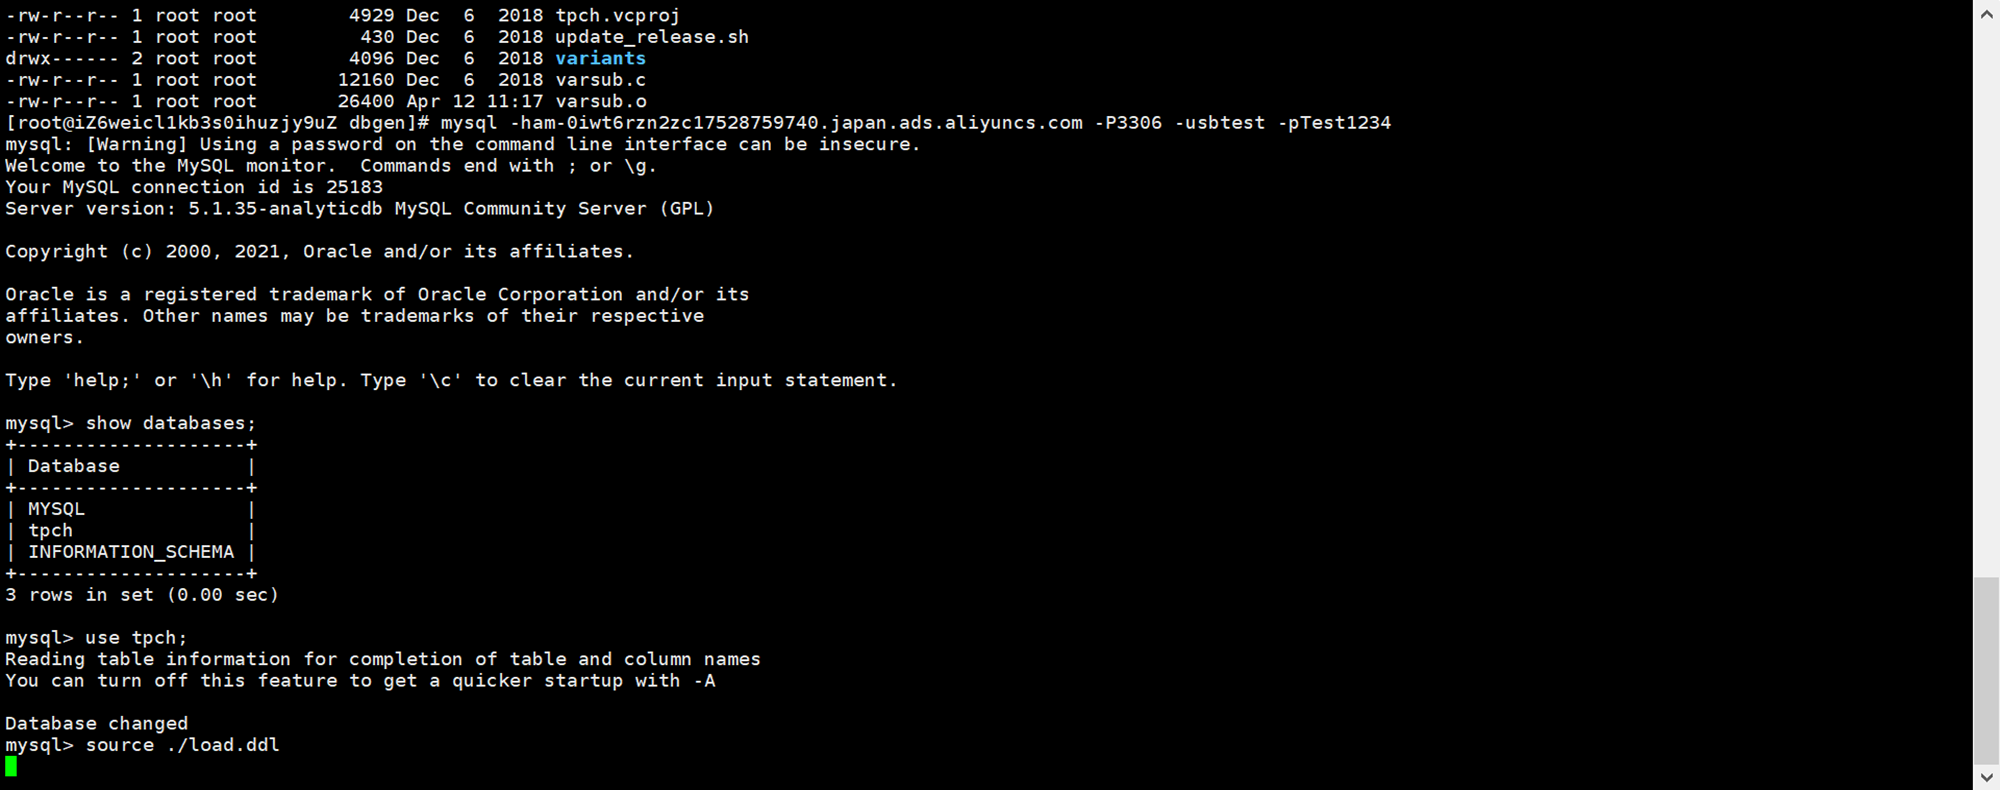 -rw-r--r-- 1 root root        4929 Dec  6  2018 tpch.vcproj
-rw-r--r-- 1 root root         430 Dec  6  2018 update_release.sh
drwx------ 2 root root        4096 Dec  6  2018 variants
-rw-r--r-- 1 root root       12160 Dec  6  2018 varsub.c
-rw-r--r-- 1 root root       26400 Apr 12 11:17 varsub.o
[root@iZ6weicl1kb3s0ihuzjy9uZ dbgen]# mysql -ham-0iwt6rzn2zc17528759740.japan.ads.aliyuncs.com -P3306 -usbtest -pTest1234
mysql: [Warning] Using a password on the command line interface can be insecure.
Welcome to the MySQL monitor.  Commands end with ; or \g.
Your MySQL connection id is 25183
Server version: 5.1.35-analyticdb MySQL Community Server (GPL)

Copyright (c) 2000, 2021, Oracle and/or its affiliates.

Oracle is a registered trademark of Oracle Corporation and/or its
affiliates. Other names may be trademarks of their respective
owners.

Type 'help;' or '\h' for help. Type '\c' to clear the current input statement.

mysql> show databases;
+--------------------+
| Database           |
+--------------------+
| MYSQL              |
| tpch               |
| INFORMATION_SCHEMA |
+--------------------+
3 rows in set (0.00 sec)

mysql> use tpch;
Reading table information for completion of table and column names
You can turn off this feature to get a quicker startup with -A

Database changed
mysql> source ./load.ddl